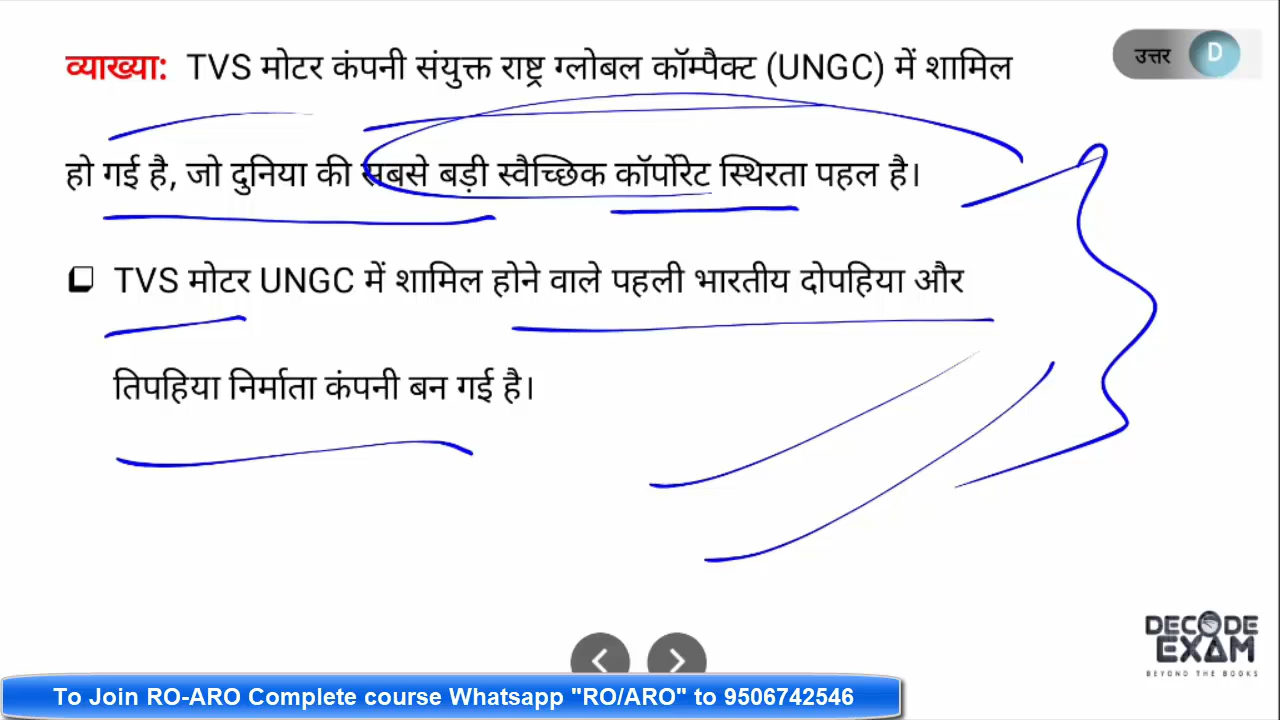 व्याख्या: TVS मोटर कंपनी संयुक्त राष्ट्र ग्लोबल कॉम्पैक्ट (UNGC) में शामिल
उत्तर D
हो गई है, जो दुनिया की सबसे बड़ी स्वैच्छिक कॉर्पोरेट स्थिरता पहल है।
TVS मोटर UNGC में शामिल होने वाले पहली भारतीय दोपहिया और
तिपहिया निर्माता कंपनी बन गई है।
DECODE
EXAM
BEYOND THE BOOKS
To Join RO-ARO Complete course Whatsapp "RO/ARO" to 9506742546